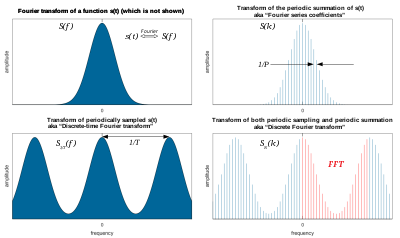 Fourier transform of a function s(t) (which is not shown)
S(f)
s(t) Fourier S(f)
amplitude
0
Transform of the periodic summation of s(t)
aka "Fourier series coefficients"
S(k)
1/P
amplitude
0
Transform of periodically sampled s(t)
aka "Discrete-time Fourier transform"
S1/T(f)
1/T
amplitude
0
frequency
Transform of both periodic sampling and periodic summation
aka "Discrete Fourier transform"
(k)
FFT
amplitude
0
frequency